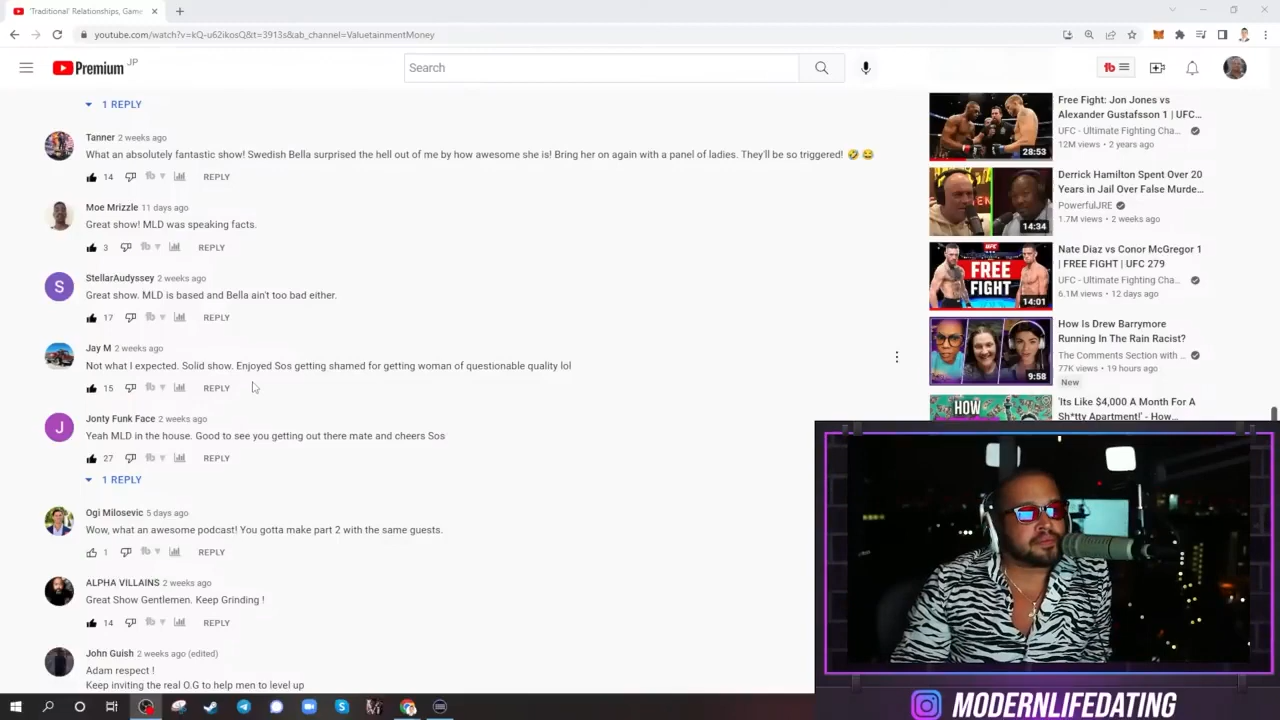 'Traditional' Relationships, Game
youtube.com/watch?v=kQ-u62ikosQ&t=3913s&ab_channel=ValuetainmentMoney
Premium JP
Search
1 REPLY
Tanner 2 weeks ago
What an absolutely fantastic show! Swedish Bella surprised the hell out of me by how awesome she is! Bring her on again with a panel of ladies. They'll be so triggered! 🤣 😂
14 REPLY
Moe Mrizzle 11 days ago
Great show! MLD was speaking facts.
3 REPLY
S
StellarAudyssey 2 weeks ago
Great show. MLD is based and Bella ain't too bad either.
17 REPLY
Jay M 2 weeks ago
Not what I expected. Solid show. Enjoyed Sos getting shamed for getting woman of questionable quality lol
15 REPLY
J
Jonty Funk Face 2 weeks ago
Yeah MLD in the house. Good to see you getting out there mate and cheers Sos
27 REPLY
1 REPLY
Ogi Milosevic 5 days ago
Wow, what an awesome podcast! You gotta make part 2 with the same guests.
1 REPLY
ALPHA VILLAINS 2 weeks ago
Great Show Gentlemen. Keep Grinding !
14 REPLY
John Guish 2 weeks ago (edited)
Adam respect !
Keep inviting the real O.G to help men to level up
28:53
Free Fight: Jon Jones vs
Alexander Gustafsson 1 | UFC...
UFC - Ultimate Fighting Cha...
12M views • 2 years ago
14:34
Derrick Hamilton Spent Over 20
Years in Jail Over False Murde...
PowerfulJRE
1.7M views • 2 weeks ago
UFC
FREE
FIGHT
14:01
Nate Diaz vs Conor McGregor 1
| FREE FIGHT | UFC 279
UFC - Ultimate Fighting Cha...
6.1M views • 12 days ago
9:58
How Is Drew Barrymore
Running In The Rain Racist?
The Comments Section with ...
77K views • 19 hours ago
New
HOW
'Its Like $4,000 A Month For A
Sh*tty Apartment!' - How...
MODERNLIFEDATING